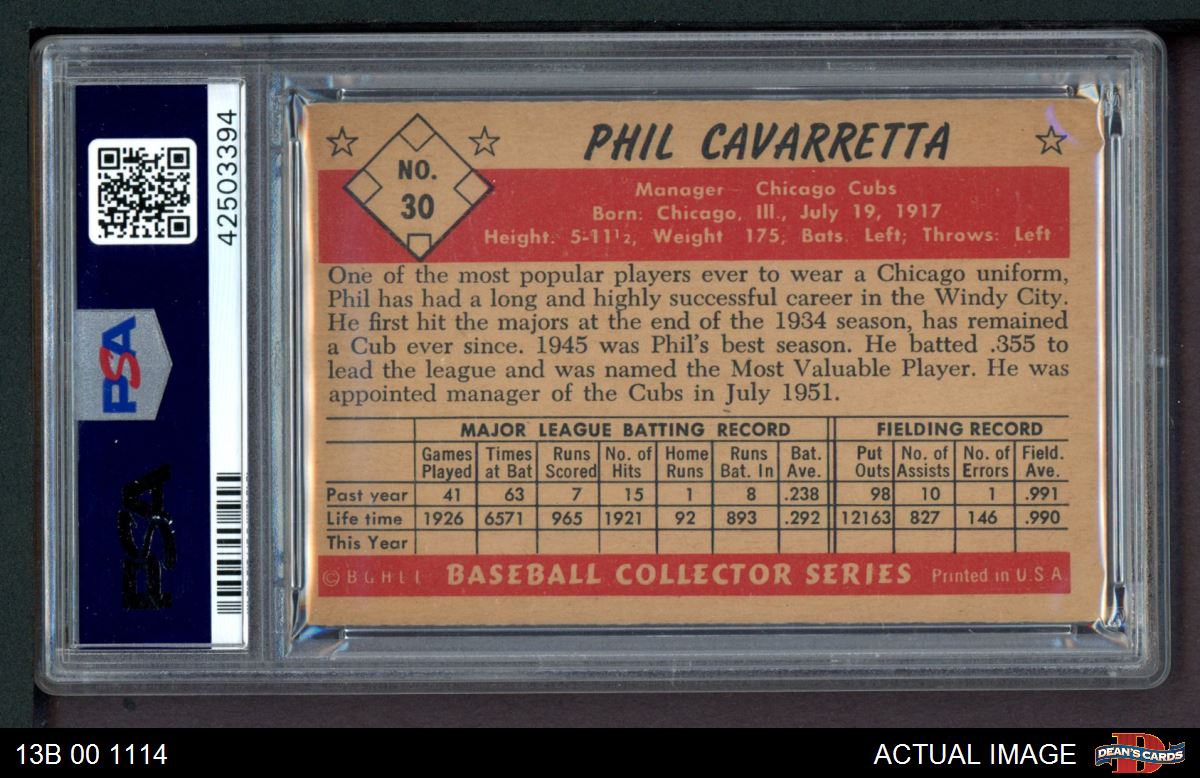 42503394
PSA
PSA
NO.
30
PHIL CAVARRETTA
Manager – Chicago Cubs
Born: Chicago, Ill., July 19, 1917
Height: 5-11½, Weight 175; Bats: Left; Throws: Left
One of the most popular players ever to wear a Chicago uniform,
Phil has had a long and highly successful career in the Windy City.
He first hit the majors at the end of the 1934 season, has remained
a Cub ever since. 1945 was Phil's best season. He batted .355 to
lead the league and was named the Most Valuable Player. He was
appointed manager of the Cubs in July 1951.
MAJOR LEAGUE BATTING RECORD FIELDING RECORD
Games Played Times at Bat Runs Scored No. of Hits Home Runs Runs Bat. In Bat. Ave. Put Outs No. of Assists No. of Errors Field. Ave.
Past year 41 63 7 15 1 8 .238 98 10 1 .991
Life time 1926 6571 965 1921 92 893 .292 12163 827 146 .990
This Year
© B.G.H.L.I. BASEBALL COLLECTOR SERIES Printed in U.S.A.
13B 00 1114
ACTUAL IMAGE
DEAN'S CARDS